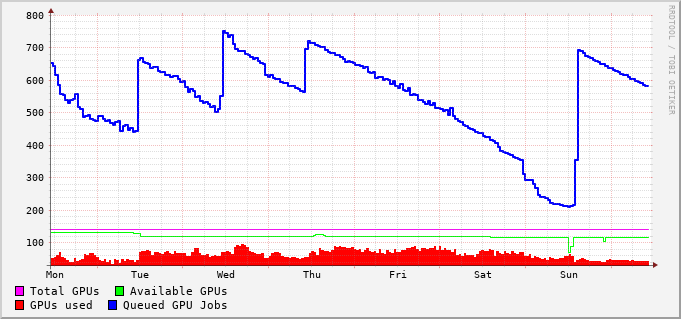 800
700
600
500
400
300
200
100
Mon Tue Wed Thu Fri Sat Sun
Total GPUs Available GPUs
GPUs used Queued GPU Jobs
RRDTOOL / TOBI OETIKER